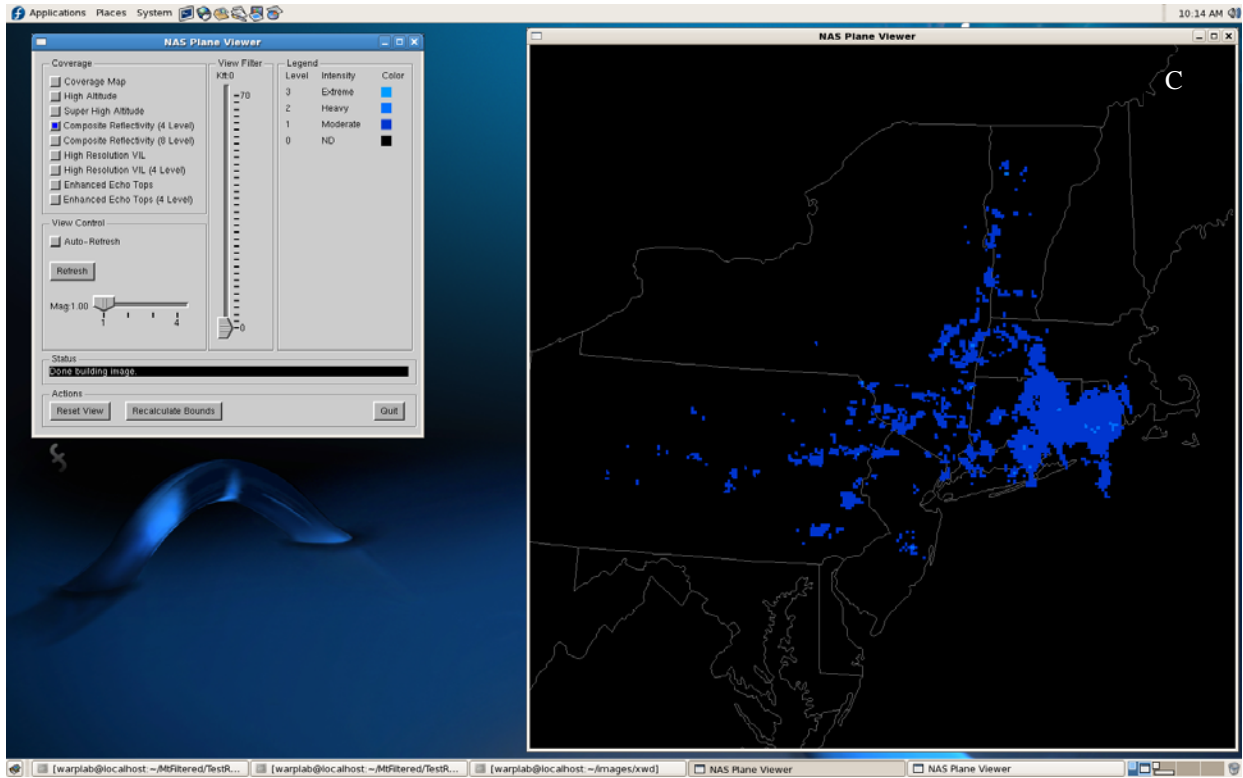 Applications Places System 10:14 AM
NAS Plane Viewer
Coverage
Coverage Map
High Altitude
Super High Altitude
Composite Reflectivity (4 Level)
Composite Reflectivity (8 Level)
High Resolution VIL
High Resolution VIL (4 Level)
Enhanced Echo Tops
Enhanced Echo Tops (4 Level)
View Control
Auto-Refresh
Refresh
Mag:1.00
1 4
View Filter
Kft:0
70
0
Legend
Level Intensity Color
3 Extreme
2 Heavy
1 Moderate
0 ND
Status
Done building image.
Actions
Reset View Recalculate Bounds Quit
NAS Plane Viewer
C
[warplab@localhost:~/MtFiltered/TestR... [warplab@localhost:~/MtFiltered/TestR... [warplab@localhost:~/images/xwd] NAS Plane Viewer NAS Plane Viewer